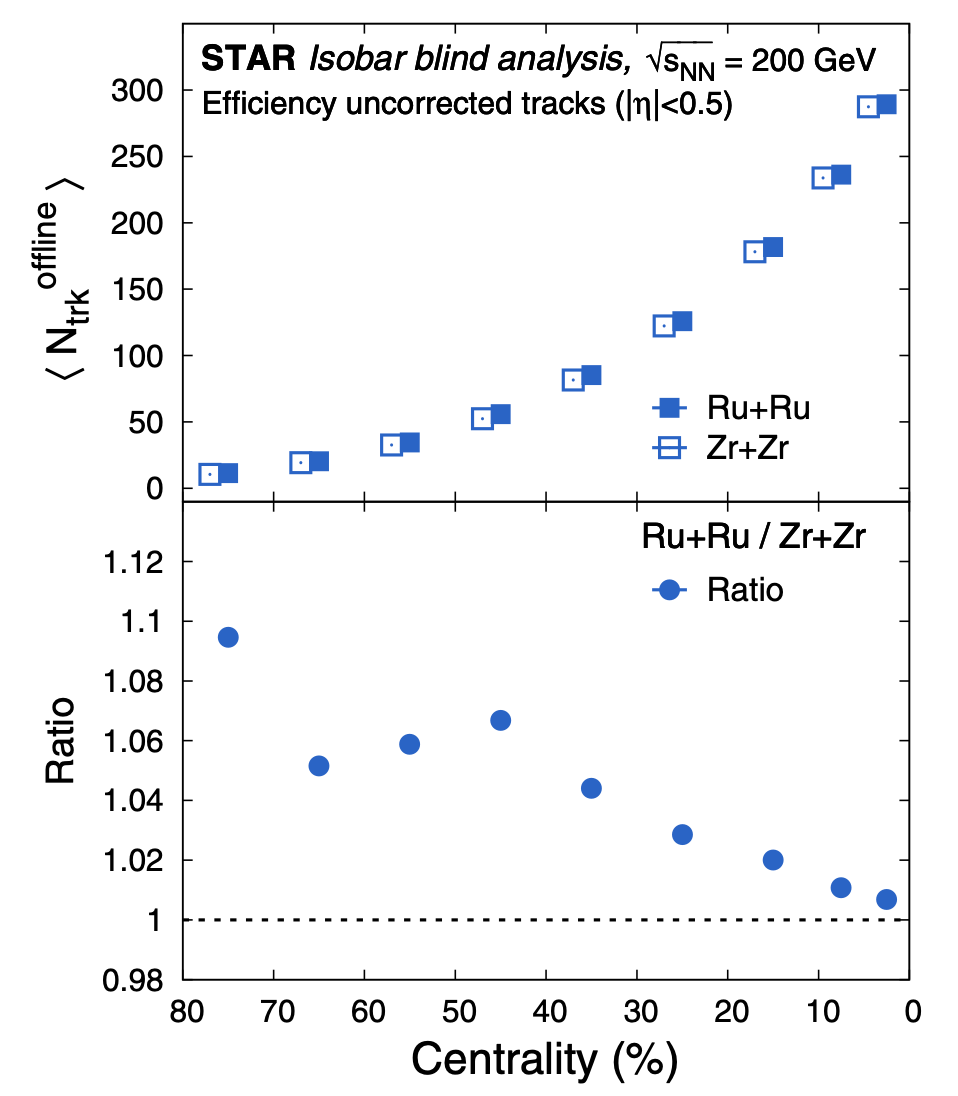 STAR Isobar blind analysis, √sNN = 200 GeV
Efficiency uncorrected tracks (|η|<0.5)
300
250
200
150
100
50
0
⟨ Ntrk offline ⟩
Ru+Ru
Zr+Zr
Ru+Ru / Zr+Zr
Ratio
1.12
1.1
1.08
1.06
1.04
1.02
1
0.98
Ratio
80 70 60 50 40 30 20 10 0
Centrality (%)